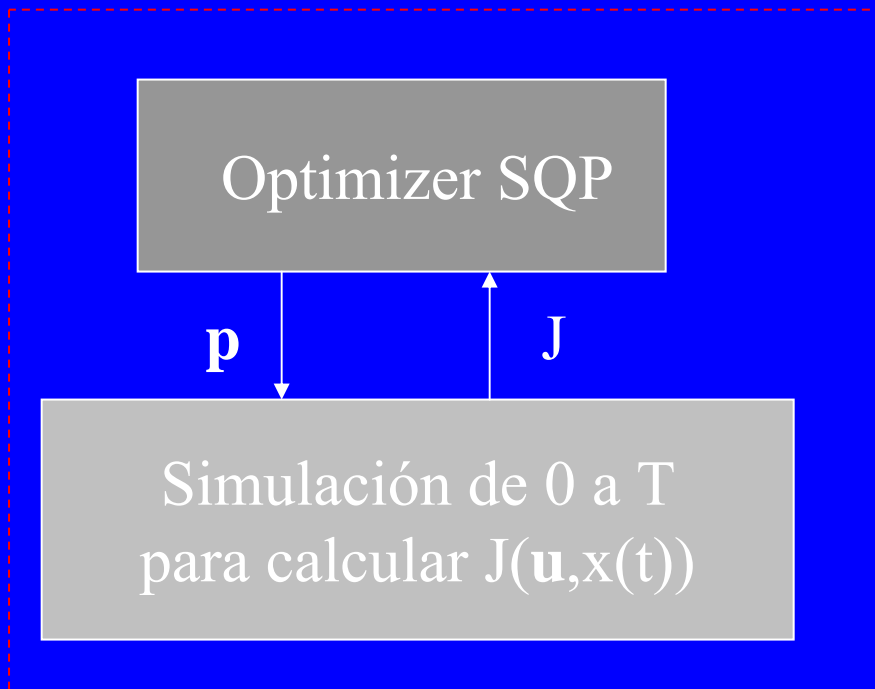 Optimizer SQP
p
J
Simulación de 0 a T
para calcular J(u,x(t))